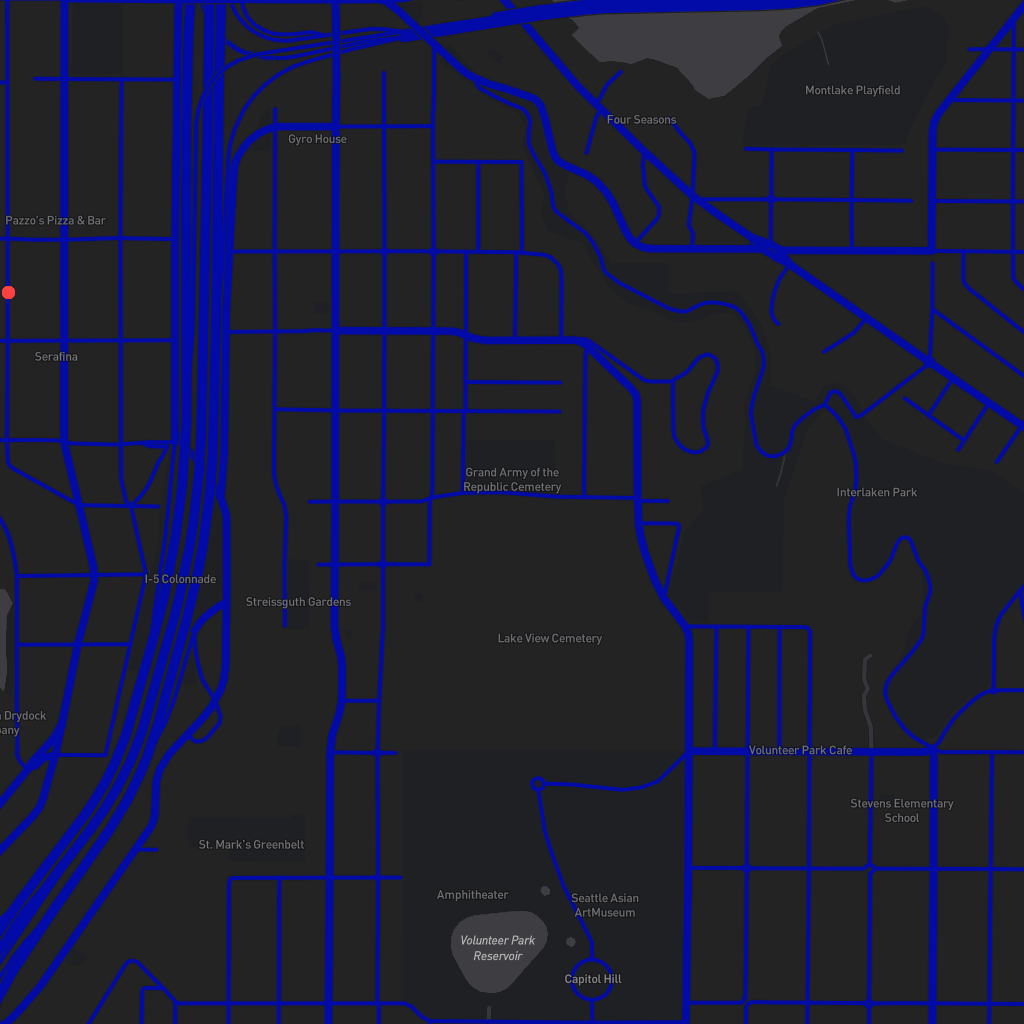 Montlake Playfield
Four Seasons
Gyro House
Pazzo's Pizza & Bar
Serafina
Grand Army of the
Republic Cemetery
Interlaken Park
I-5 Colonnade
Streissguth Gardens
Lake View Cemetery
Drydock
Volunteer Park Cafe
Stevens Elementary
School
St. Mark's Greenbelt
Amphitheater
Seattle Asian
ArtMuseum
Volunteer Park
Reservoir
Capitol Hill